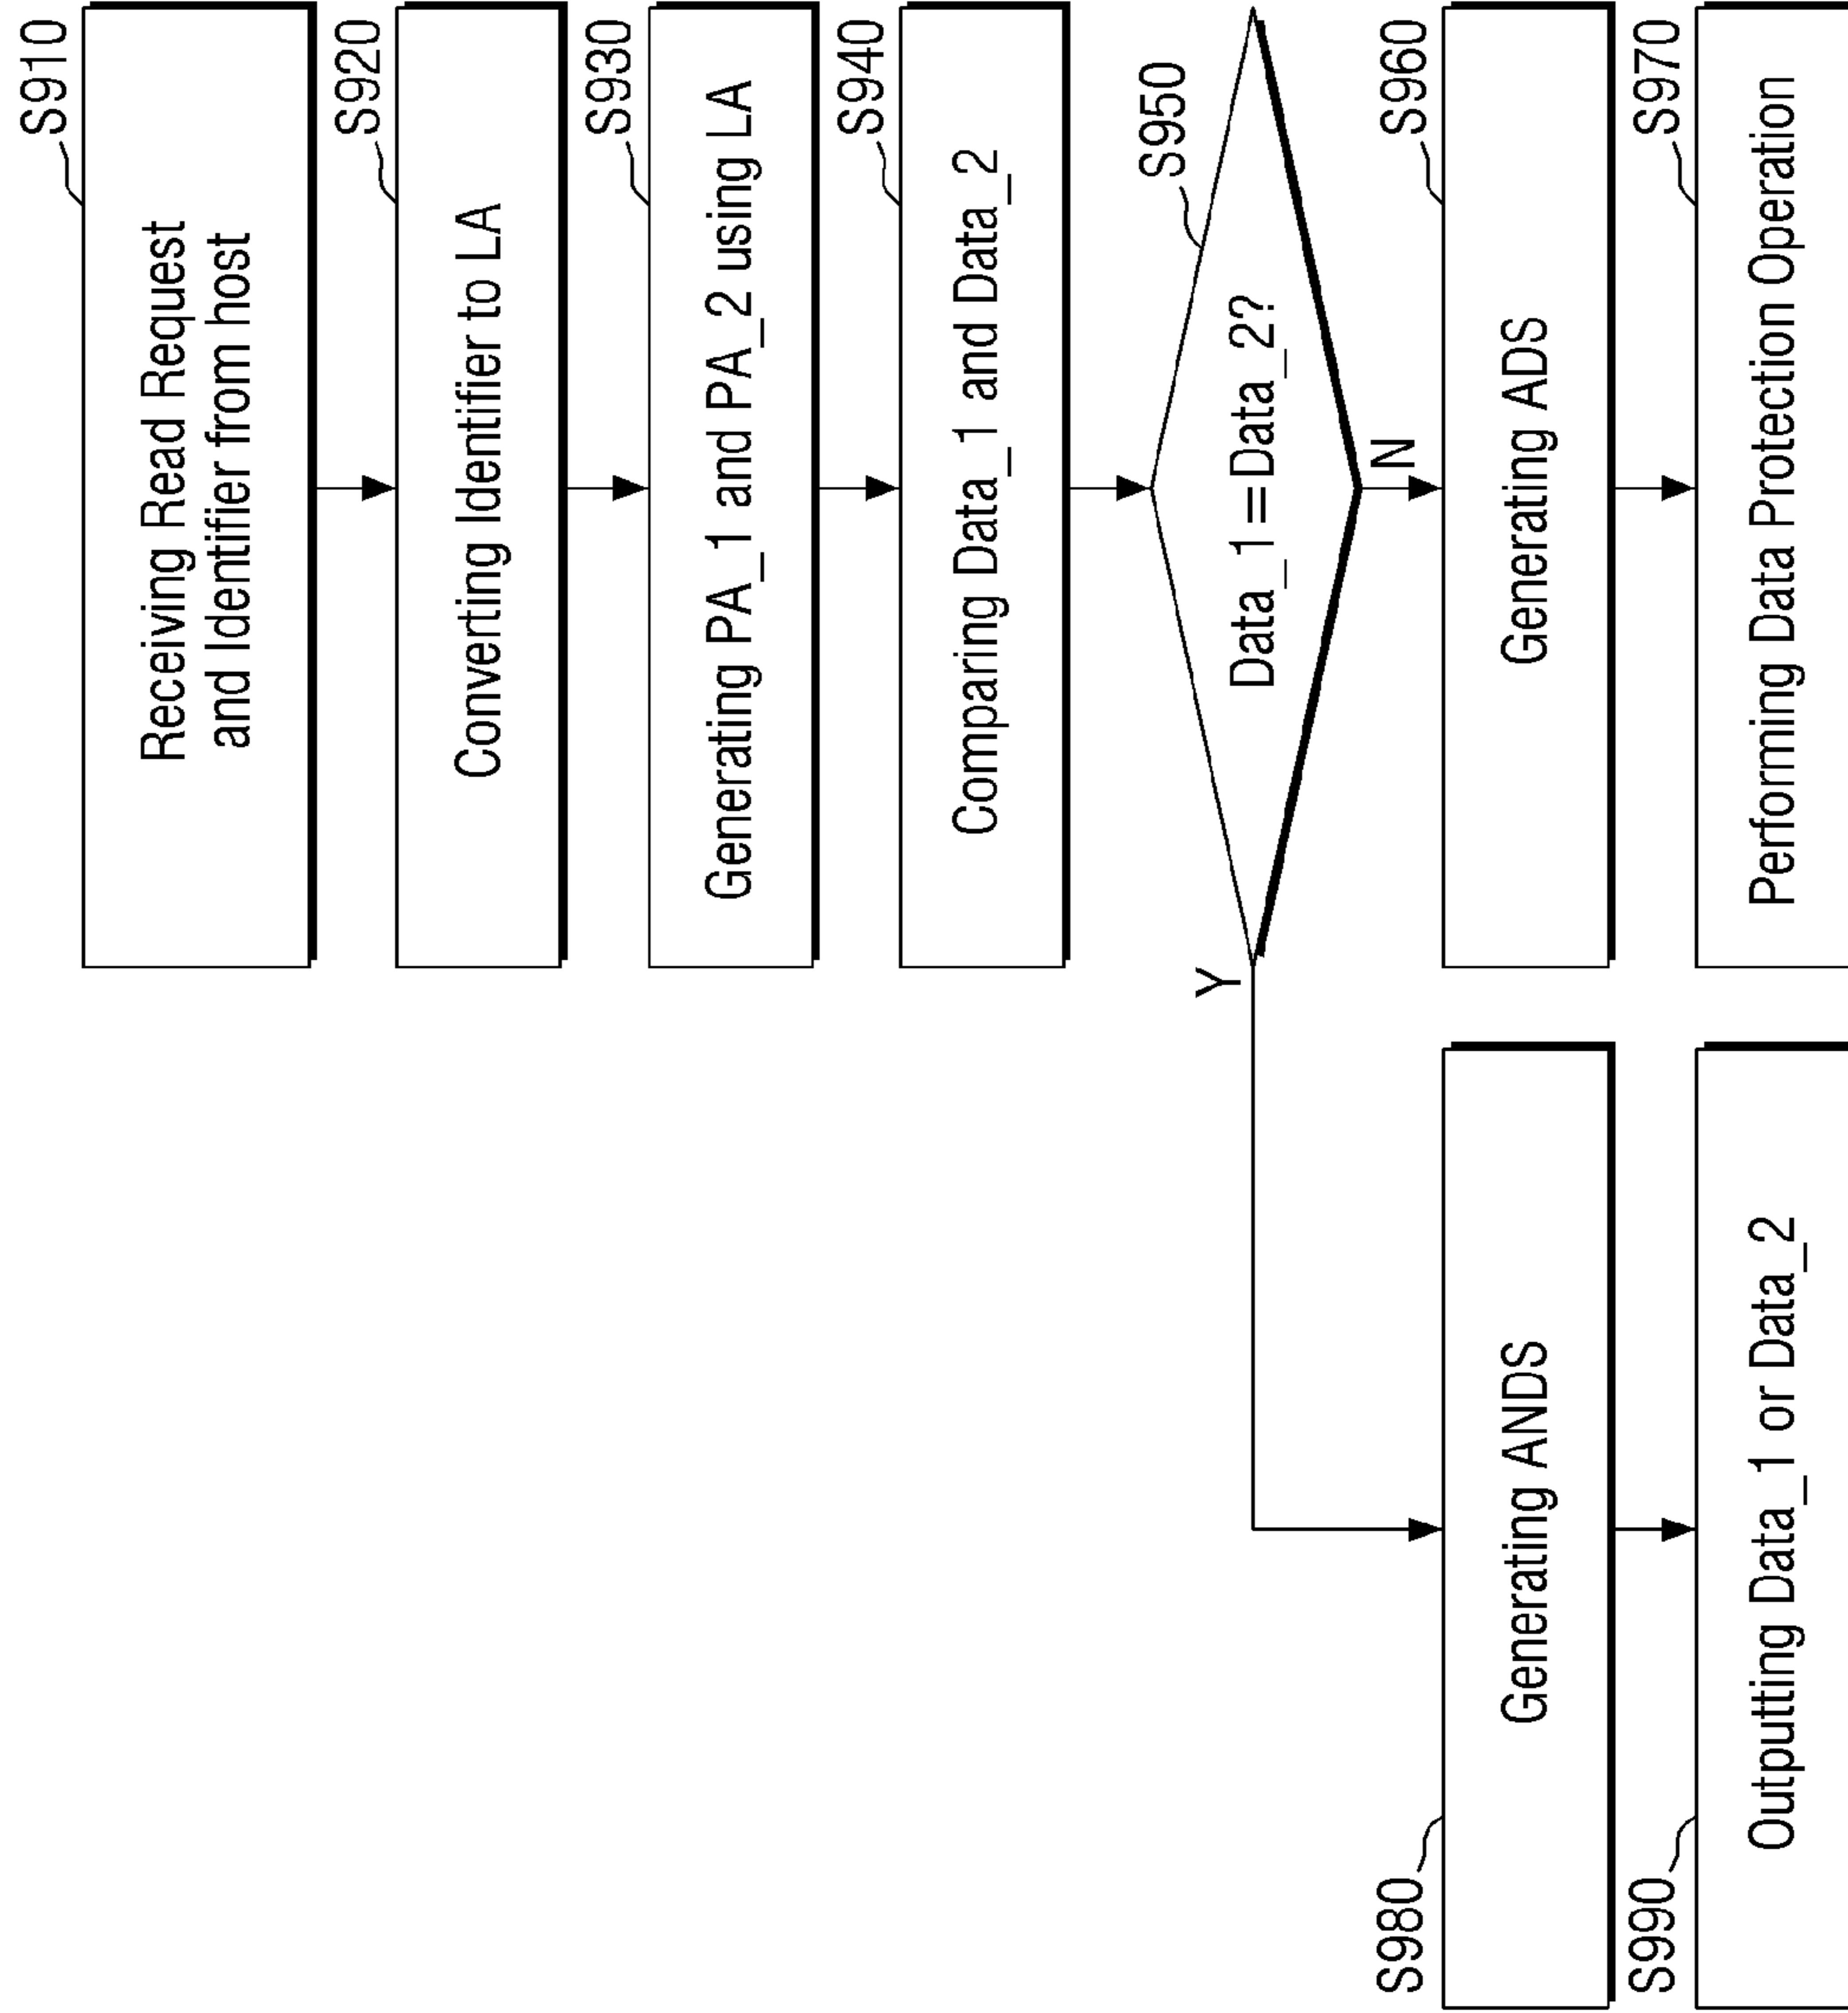 S910
Receiving Read Request
and Identifier from host
S920
Converting Identifier to LA
S930
Generating PA_1 and PA_2 using LA
S940
Comparing Data_1 and Data_2
S950
Data_1=Data_2?
Y
N
S960
Generating ADS
S970
Performing Data Protection Operation
S980
Generating ANDS
S990
Outputting Data_1 or Data_2